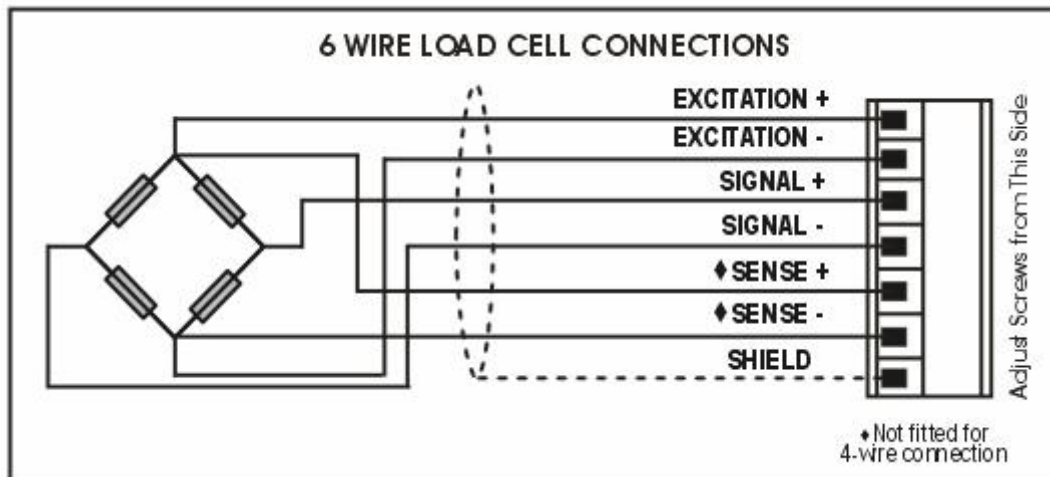 6 WIRE LOAD CELL CONNECTIONS
EXCITATION +
EXCITATION -
SIGNAL +
SIGNAL -
♦SENSE +
♦SENSE -
SHIELD
Adjust Screws from This Side
♦Not fitted for
4-wire connection